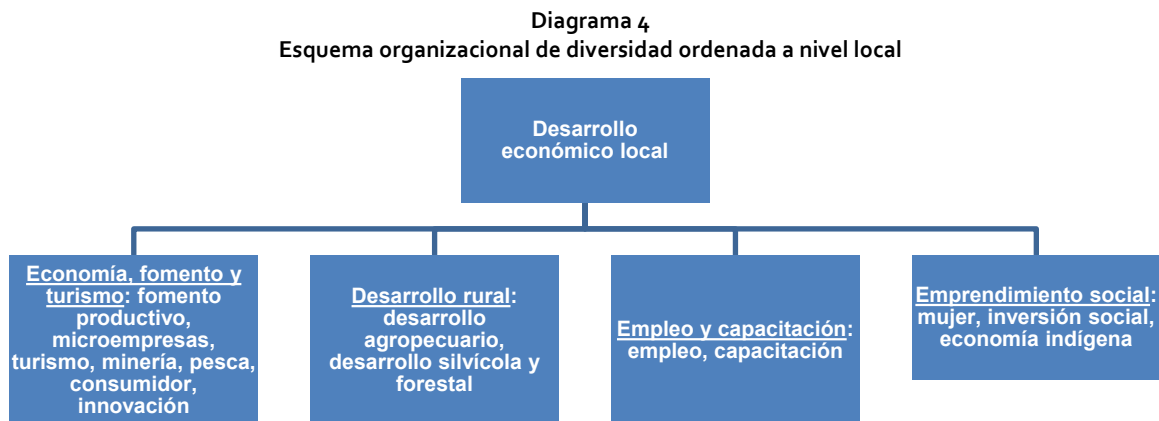 Diagrama 4
Esquema organizacional de diversidad ordenada a nivel local
Desarrollo
económico local
Economía, fomento y
turismo: fomento
productivo,
microempresas,
turismo, minería, pesca,
consumidor,
innovación
Desarrollo rural:
desarrollo
agropecuario,
desarrollo silvícola y
forestal
Empleo y capacitación:
empleo, capacitación
Emprendimiento social:
mujer, inversión social,
economía indígena